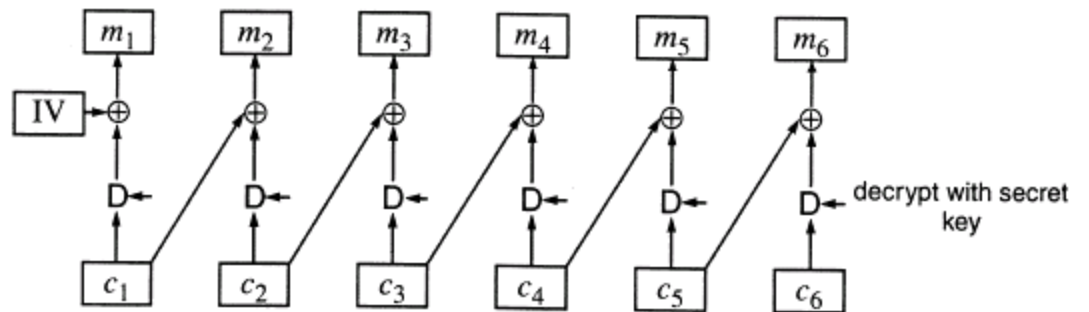 m₁ m₂ m₃ m₄ m₅ m₆
IV
D D D D D D decrypt with secret
key
c₁ c₂ c₃ c₄ c₅ c₆